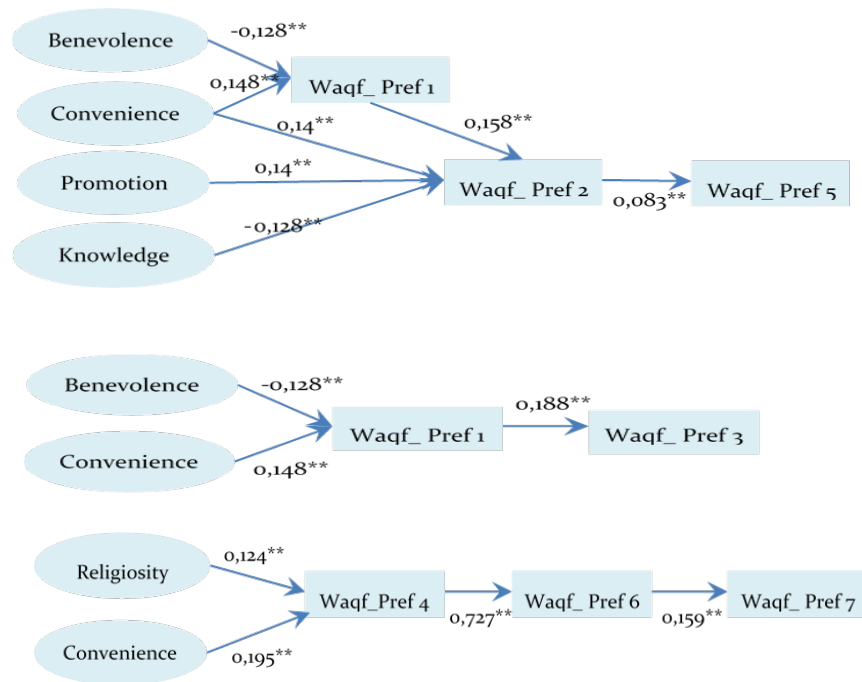 Benevolence
-0,128**
Convenience
0,148**
Waqf_ Pref 1
0,158**
0,14**
Promotion
0,14**
Waqf_ Pref 2
0,083**
Waqf_ Pref 5
Knowledge
-0,128**
Benevolence
-0,128**
Convenience
0,148**
Waqf_ Pref 1
0,188**
Waqf_ Pref 3
Religiosity
0,124**
Convenience
0,195**
Waqf_Pref 4
0,727**
Waqf_ Pref 6
0,159**
Waqf_ Pref 7